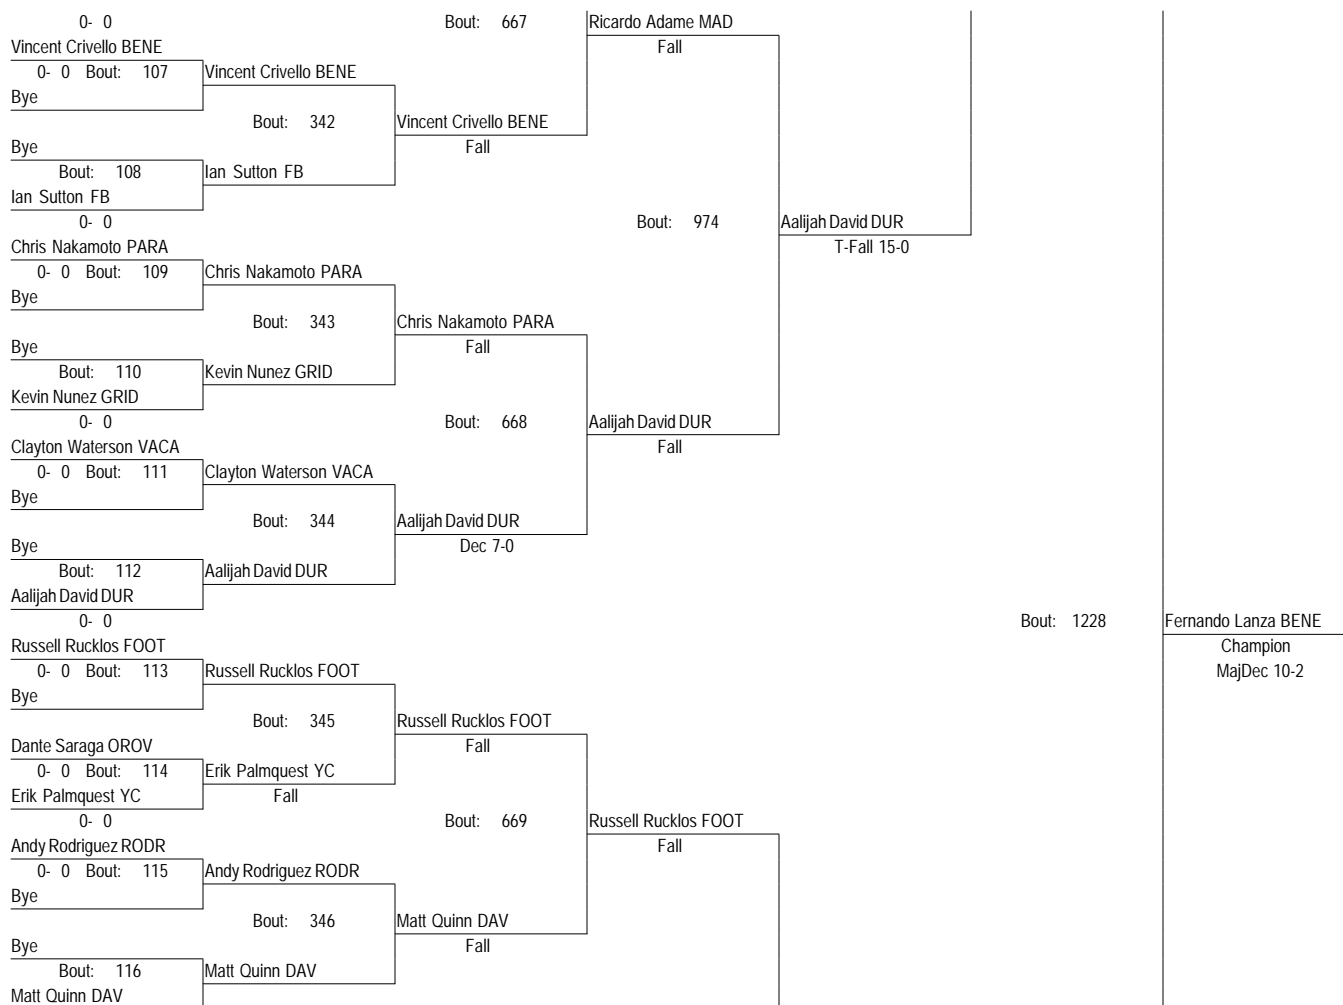 0- 0 Bout: 667 Ricardo Adame MAD
Vincent Crivello BENE Fall
0- 0 Bout: 107 Vincent Crivello BENE
Bye
Bout: 342 Vincent Crivello BENE
Bye Fall
Bout: 108 Ian Sutton FB
Ian Sutton FB
0- 0 Bout: 974 Aalijah David DUR
Chris Nakamoto PARA T-Fall 15-0
0- 0 Bout: 109 Chris Nakamoto PARA
Bye
Bout: 343 Chris Nakamoto PARA
Bye Fall
Bout: 110 Kevin Nunez GRID
Kevin Nunez GRID
0- 0 Bout: 668 Aalijah David DUR
Clayton Waterson VACA Fall
0- 0 Bout: 111 Clayton Waterson VACA
Bye
Bout: 344 Aalijah David DUR
Bye Dec 7-0
Bout: 112 Aalijah David DUR
Aalijah David DUR
0- 0 Bout: 1228 Fernando Lanza BENE
Russell Rucklos FOOT Champion
0- 0 Bout: 113 Russell Rucklos FOOT MajDec 10-2
Bye
Bout: 345 Russell Rucklos FOOT
Dante Saraga OROV Fall
0- 0 Bout: 114 Erik Palmquest YC
Erik Palmquest YC Fall
0- 0 Bout: 669 Russell Rucklos FOOT
Andy Rodriguez RODR Fall
0- 0 Bout: 115 Andy Rodriguez RODR
Bye
Bout: 346 Matt Quinn DAV
Bye Fall
Bout: 116 Matt Quinn DAV
Matt Quinn DAV